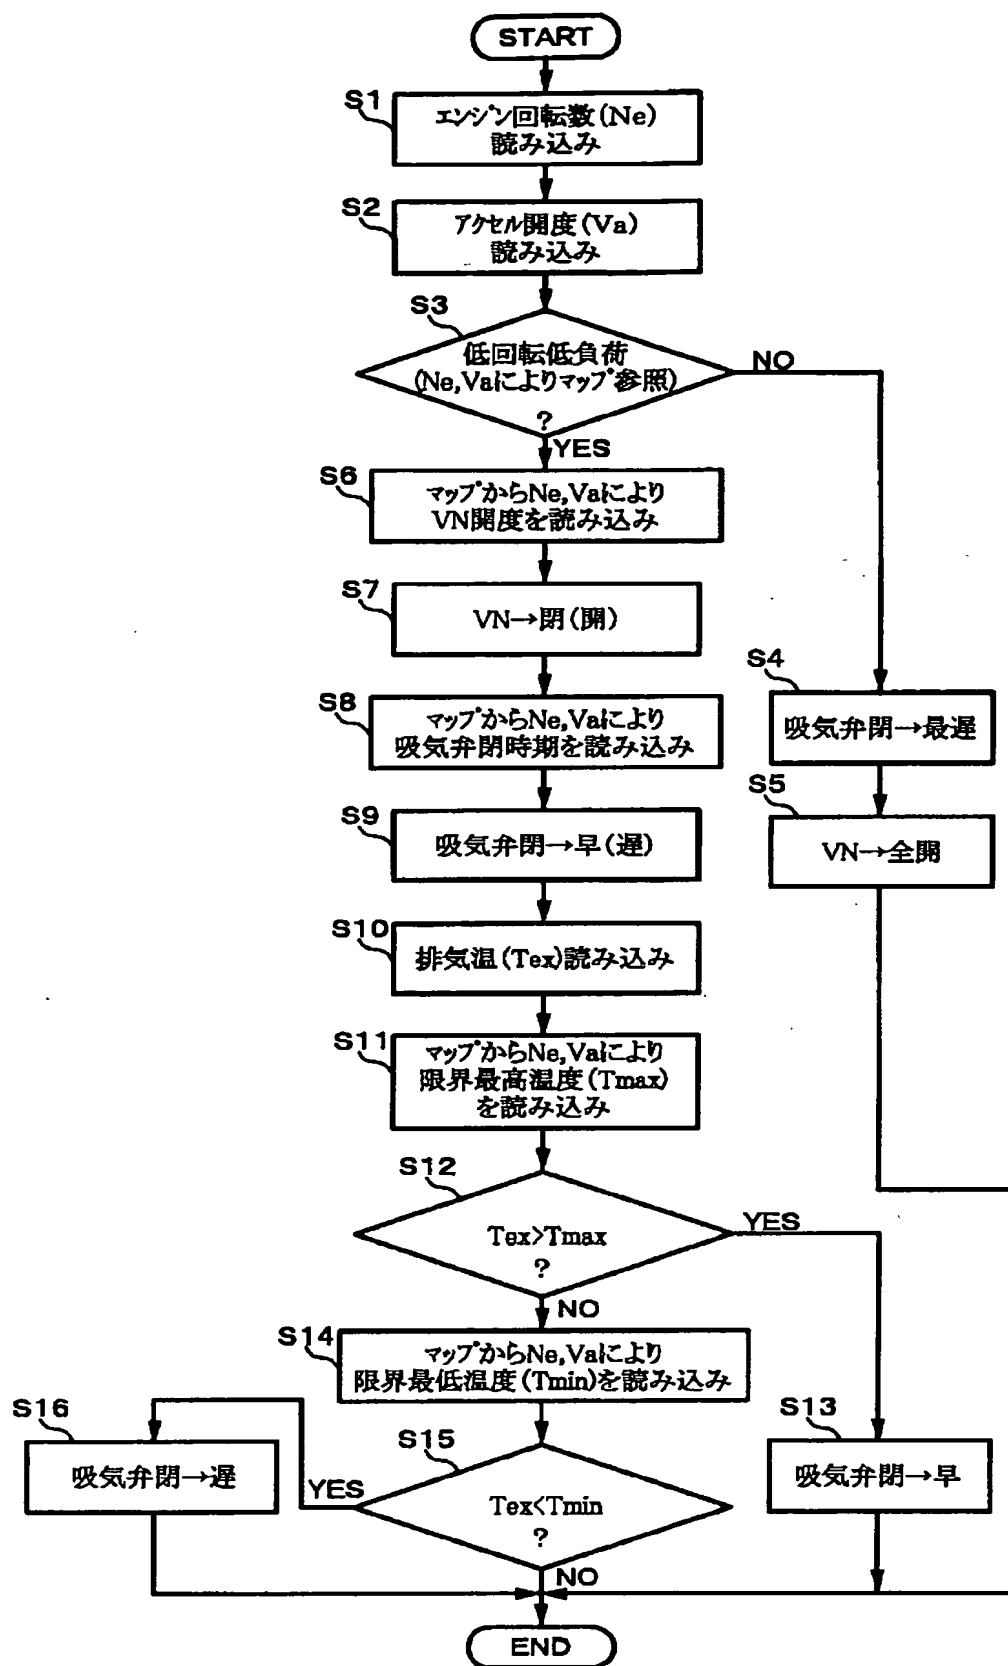 START
S1
エンジン回転数(Ne)
読み込み
S2
アクセル開度(Va)
読み込み
S3
低回転低負荷
(Ne,Vaによりマップ参照)
?
NO
YES
S6
マップからNe,Vaにより
VN開度を読み込み
S7
VN→閉(開)
S8
マップからNe,Vaにより
吸気弁閉時期を読み込み
S4
吸気弁閉→最遅
S9
吸気弁閉→早(遅)
S5
VN→全開
S10
排気温(Tex)読み込み
S11
マップからNe,Vaにより
限界最高温度(Tmax)
を読み込み
S12
Tex>Tmax
?
YES
NO
S14
マップからNe,Vaにより
限界最低温度(Tmin)を読み込み
S16
吸気弁閉→遅
S15
YES
Tex<Tmin
?
S13
吸気弁閉→早
NO
END